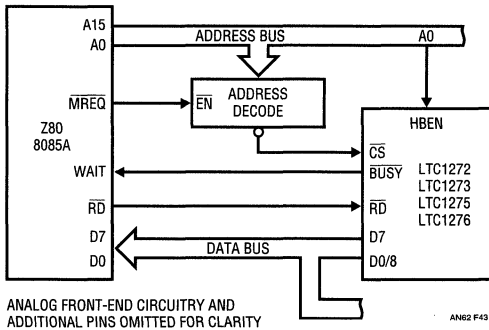 A15
A0
ADDRESS BUS
A0
MREQ
EN
ADDRESS
DECODE
HBEN
Z80
8085A
CS
WAIT
BUSY
LTC1272
LTC1273
LTC1275
LTC1276
RD
RD
D7
D7
DATA BUS
D0
D0/8
ANALOG FRONT-END CIRCUITRY AND
ADDITIONAL PINS OMITTED FOR CLARITY
AN62 F43